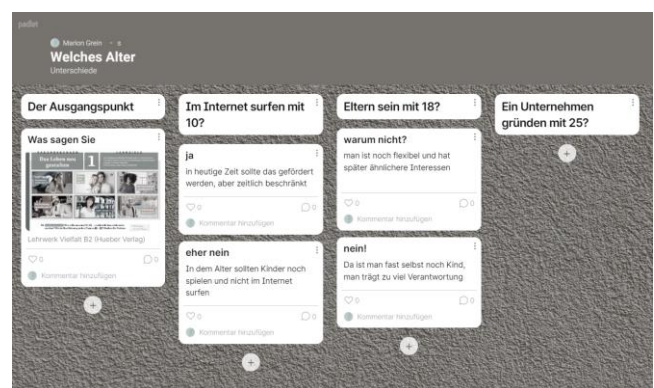 padlet
Marion Grein
Welches Alter
Unterschiede
Der Ausgangspunkt
Was sagen Sie
Das Leben neu
gestalten
1
Lehrwerk Vielfalt B2 (Hueber Verlag)
0
0
Kommentar hinzufügen
+
Im Internet surfen mit
10?
ja
in heutige Zeit sollte das gefördert
werden, aber zeitlich beschränkt
0
0
Kommentar hinzufügen
eher nein
In dem Alter sollten Kinder noch
spielen und nicht im Internet
surfen
0
0
Kommentar hinzufügen
+
Eltern sein mit 18?
warum nicht?
man ist noch flexibel und hat
später ähnlichere Interessen
0
0
Kommentar hinzufügen
nein!
Da ist man fast selbst noch Kind,
man trägt zu viel Verantwortung
0
0
Kommentar hinzufügen
+
Ein Unternehmen
gründen mit 25?
+